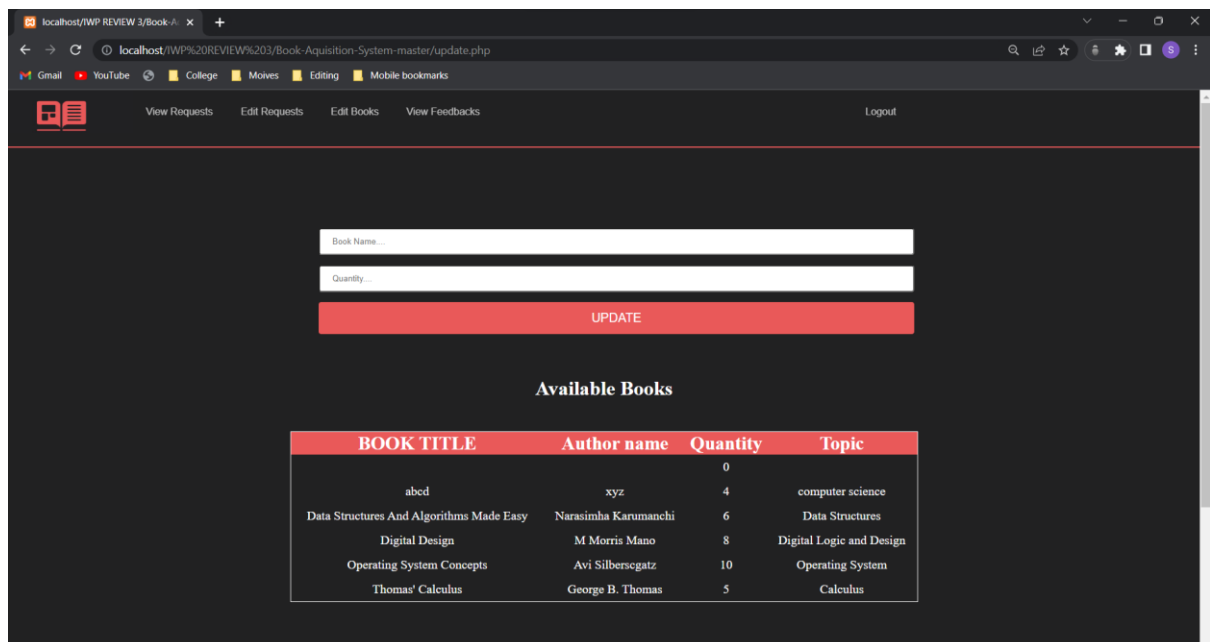 localhost/IWP REVIEW 3/Book-A
localhost/IWP%20REVIEW%203/Book-Aquisition-System-master/update.php
S
Gmail YouTube College Moives Editing Mobile bookmarks
View Requests Edit Requests Edit Books View Feedbacks Logout
Book Name....
Quantity....
UPDATE
Available Books
BOOK TITLE Author name Quantity Topic
0
abcd xyz 4 computer science
Data Structures And Algorithms Made Easy Narasimha Karumanchi 6 Data Structures
Digital Design M Morris Mano 8 Digital Logic and Design
Operating System Concepts Avi Silberscgatz 10 Operating System
Thomas' Calculus George B. Thomas 5 Calculus